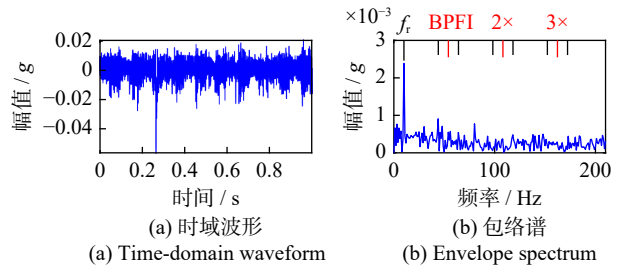 0.02
0
−0.02
−0.04
幅值 / g
0 0.2 0.4 0.6 0.8
时间 / s
(a) 时域波形
(a) Time-domain waveform
×10⁻³
fr BPFI 2× 3×
3
2
1
0
幅值 / g
0 100 200
频率 / Hz
(b) 包络谱
(b) Envelope spectrum